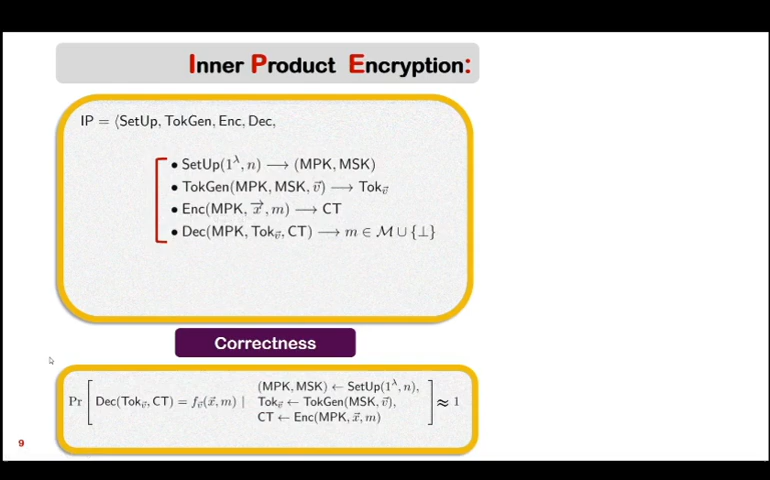 Inner Product Encryption:
IP = ⟨SetUp, TokGen, Enc, Dec,
• SetUp(1^λ, n) ⟶ (MPK, MSK)
• TokGen(MPK, MSK, v⃗) ⟶ Tok_v⃗
• Enc(MPK, x⃗, m) ⟶ CT
• Dec(MPK, Tok_v⃗, CT) ⟶ m ∈ ℳ ∪ {⊥}
Correctness
(MPK, MSK) ← SetUp(1^λ, n),
Pr [ Dec(Tok_v⃗, CT) = f_v⃗(x⃗, m) | Tok_v⃗ ← TokGen(MSK, v⃗), ] ≈ 1
CT ← Enc(MPK, x⃗, m)
9